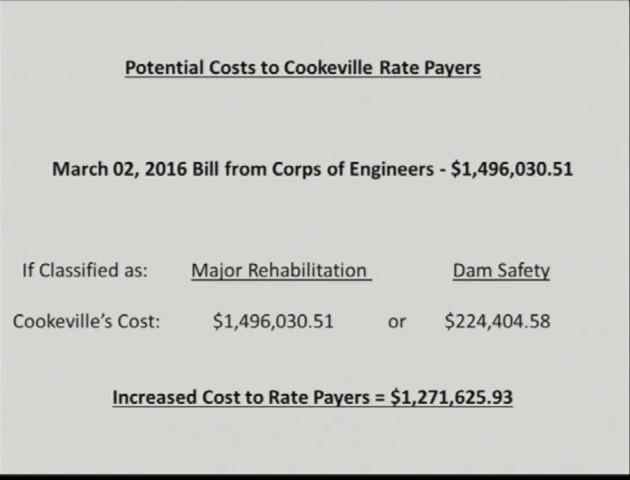 Potential Costs to Cookeville Rate Payers
March 02, 2016 Bill from Corps of Engineers - $1,496,030.51
If Classified as: Major Rehabilitation Dam Safety
Cookeville's Cost: $1,496,030.51 or $224,404.58
Increased Cost to Rate Payers = $1,271,625.93